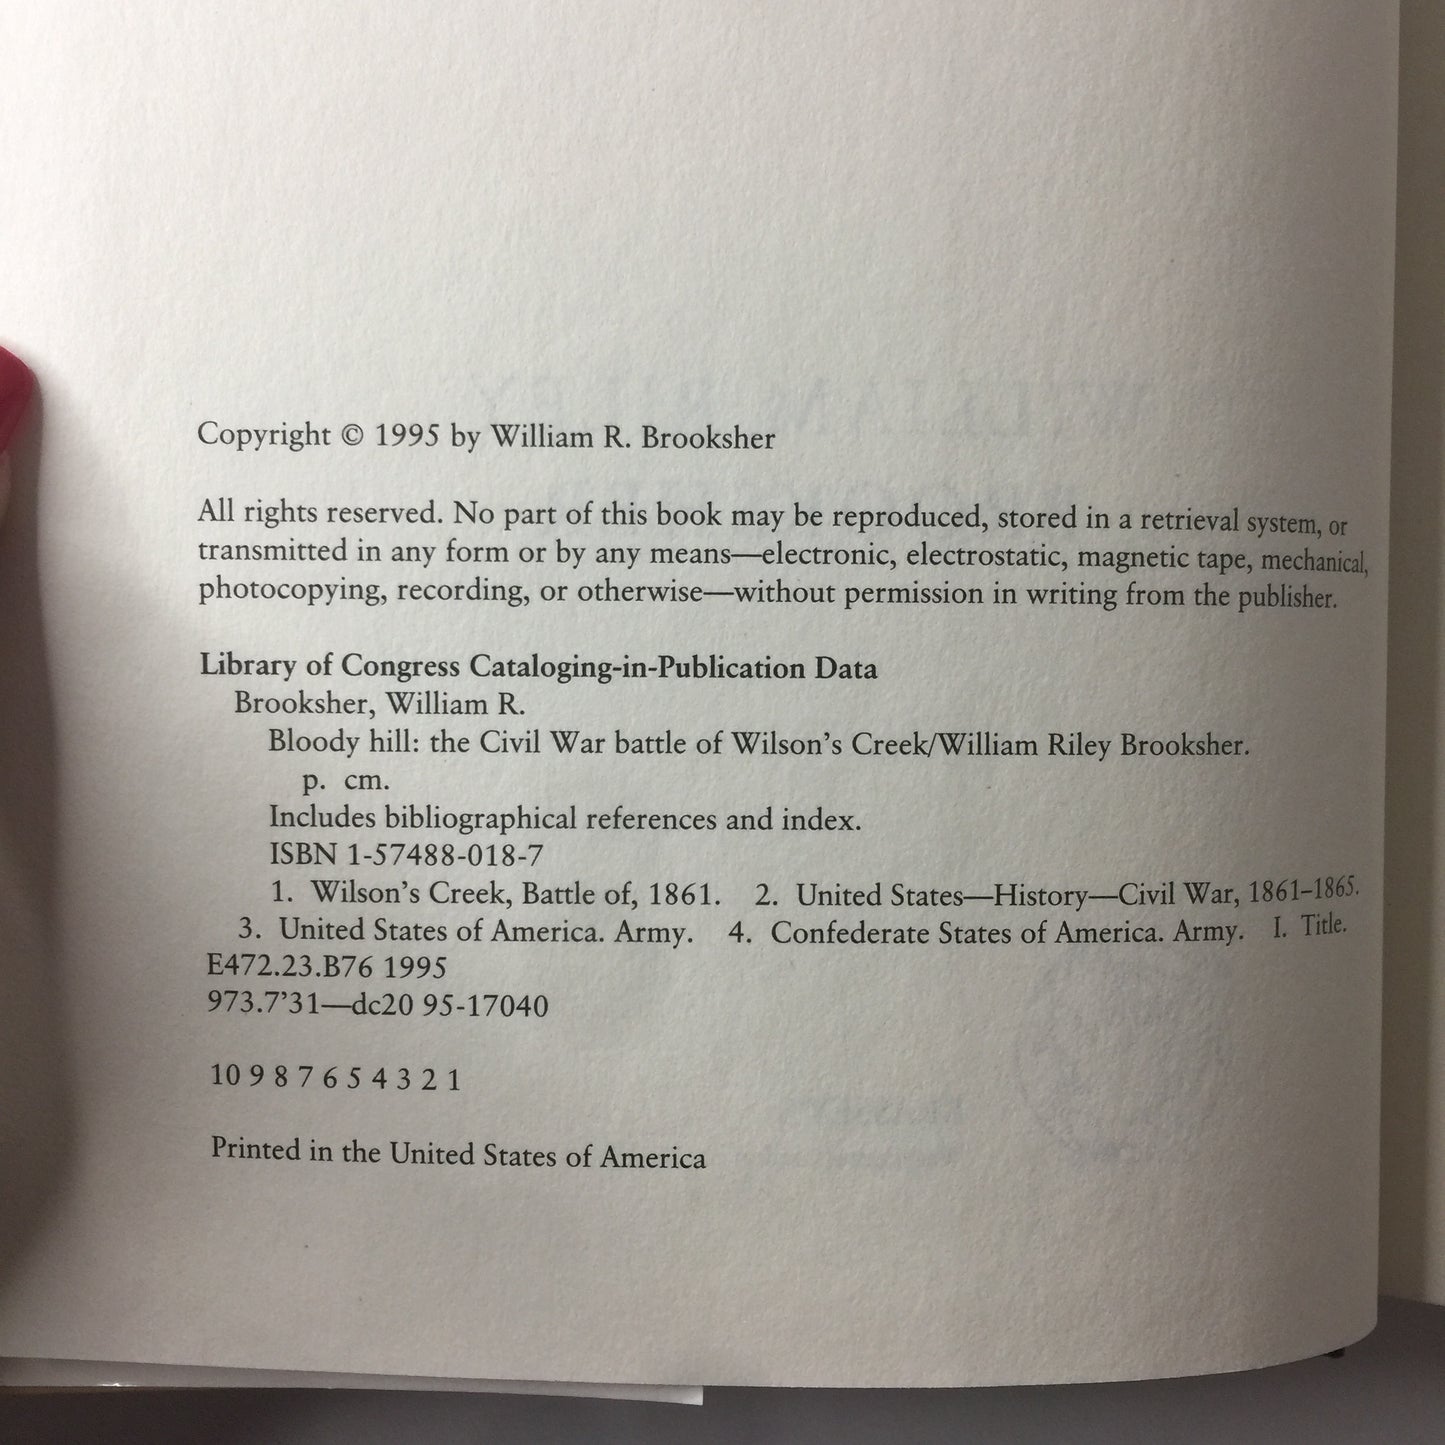 Copyright © 1995 by William R. Brooksher
All rights reserved. No part of this book may be reproduced, stored in a retrieval system, or
transmitted in any form or by any means—electronic, electrostatic, magnetic tape, mechanical,
photocopying, recording, or otherwise—without permission in writing from the publisher.
Library of Congress Cataloging-in-Publication Data
Brooksher, William R.
Bloody hill: the Civil War battle of Wilson's Creek/William Riley Brooksher.
p. cm.
Includes bibliographical references and index.
ISBN 1-57488-018-7
1. Wilson's Creek, Battle of, 1861. 2. United States—History—Civil War, 1861–1865.
3. United States of America. Army. 4. Confederate States of America. Army. I. Title.
E472.23.B76 1995
973.7'31—dc20 95-17040
10 9 8 7 6 5 4 3 2 1
Printed in the United States of America